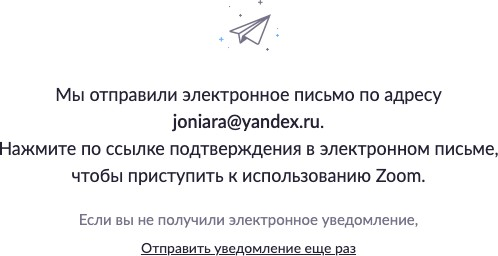 Мы отправили электронное письмо по адресу
joniara@yandex.ru.
Нажмите по ссылке подтверждения в электронном письме,
чтобы приступить к использованию Zoom.
Если вы не получили электронное уведомление,
Отправить уведомление еще раз